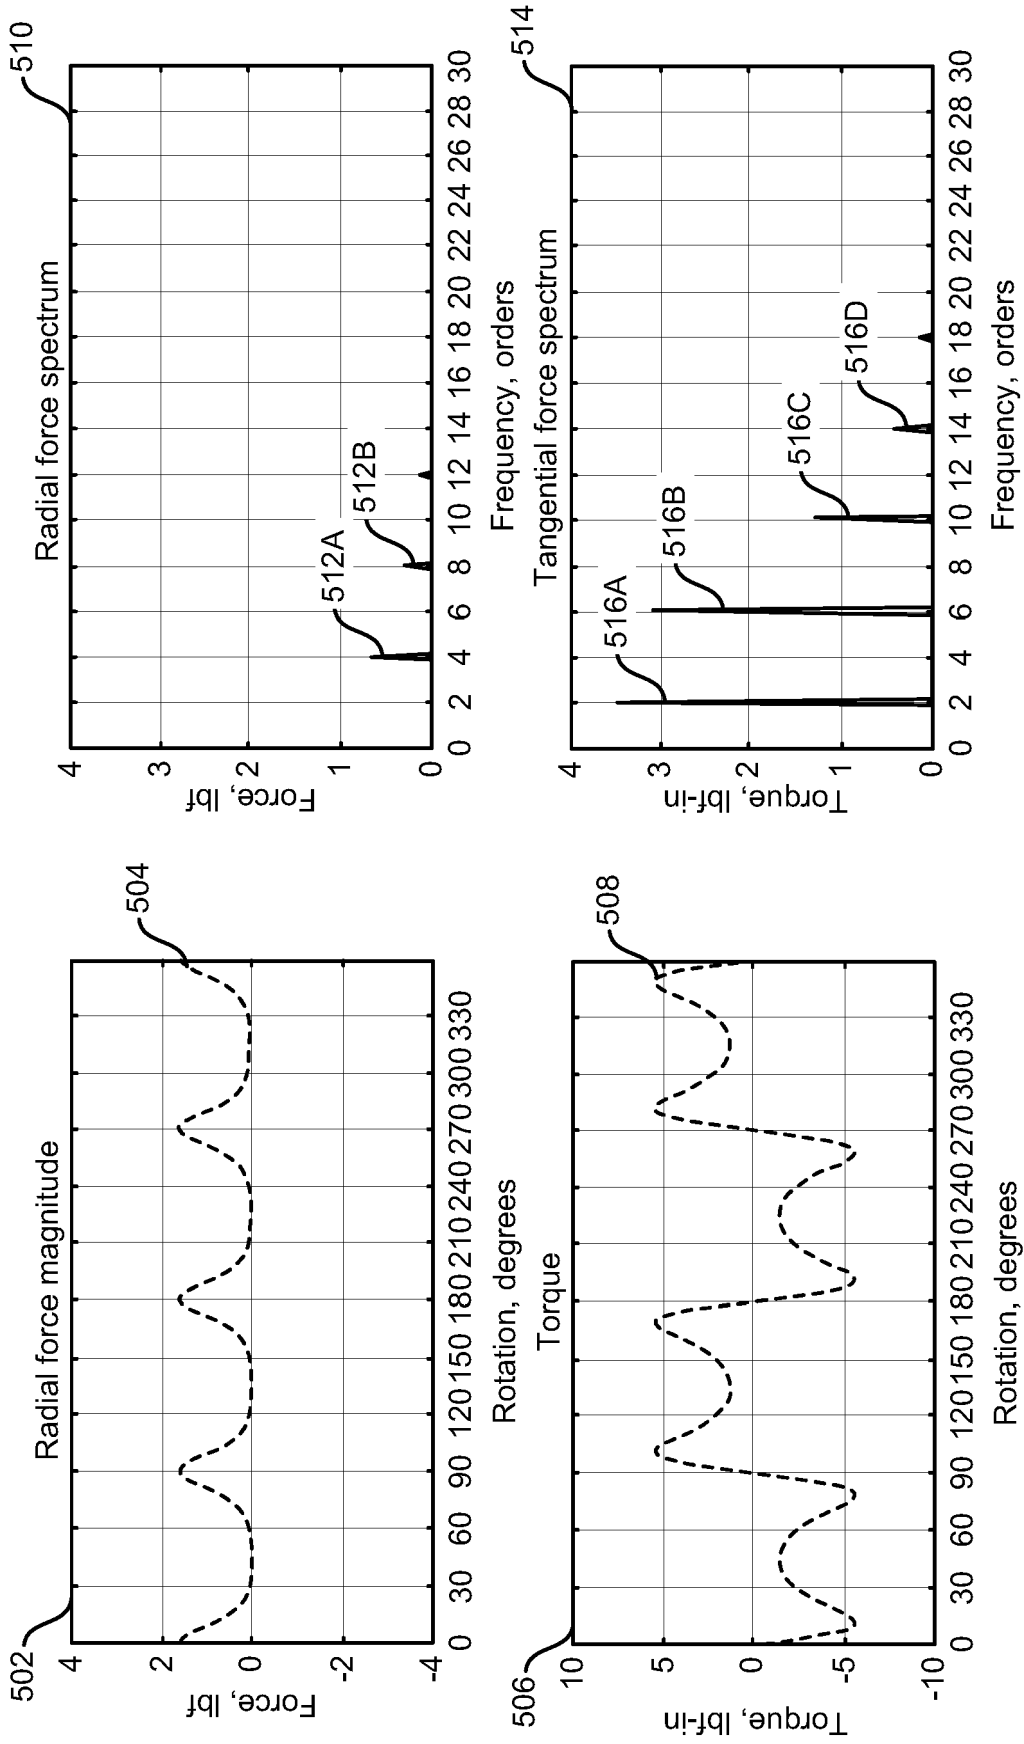 502
Radial force magnitude
504
Force, lbf
4
2
0
-2
-4
0 30 60 90 120 150 180 210 240 270 300 330
Rotation, degrees
Radial force spectrum
510
Force, lbf
4
3
2
1
0
512A
512B
0 2 4 6 8 10 12 14 16 18 20 22 24 26 28 30
Frequency, orders
506
Torque
508
Torque, lbf-in
10
5
0
-5
-10
0 30 60 90 120 150 180 210 240 270 300 330
Rotation, degrees
Tangential force spectrum
514
Torque, lbf-in
4
3
2
1
0
516A
516B
516C
516D
0 2 4 6 8 10 12 14 16 18 20 22 24 26 28 30
Frequency, orders